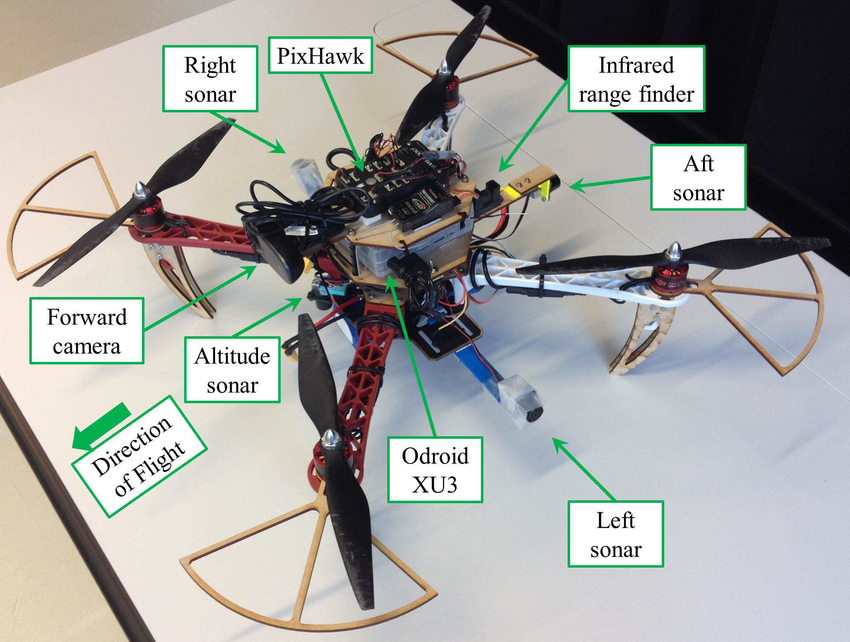 Right
sonar
PixHawk
Infrared
range finder
Aft
sonar
Forward
camera
Altitude
sonar
Direction
of Flight
Odroid
XU3
Left
sonar